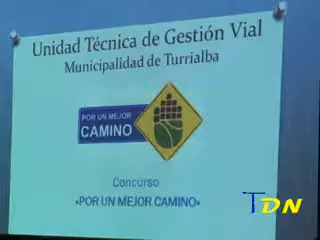 Unidad Técnica de Gestión Vial
Municipalidad de Turrialba
POR UN MEJOR
CAMINO
Concurso
«POR UN MEJOR CAMINO»
TDN